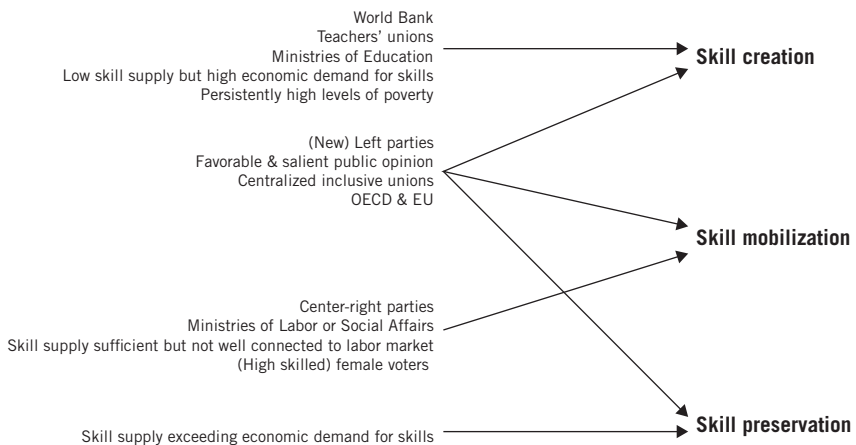 World Bank
Teachers' unions
Ministries of Education
Low skill supply but high economic demand for skills
Persistently high levels of poverty
Skill creation
(New) Left parties
Favorable & salient public opinion
Centralized inclusive unions
OECD & EU
Skill mobilization
Center-right parties
Ministries of Labor or Social Affairs
Skill supply sufficient but not well connected to labor market
(High skilled) female voters
Skill preservation
Skill supply exceeding economic demand for skills